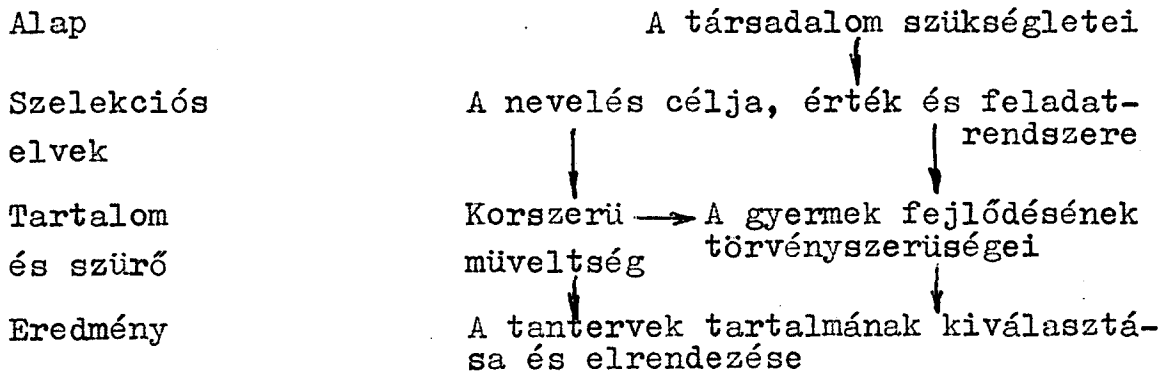 Alap A társadalom szükségletei
Szelekciós A nevelés célja, érték és feladat-
elvek rendszere
Tartalom Korszerü A gyermek fejlődésének
és szürő müveltség törvényszerüségei
Eredmény A tantervek tartalmának kiválasztá-
sa és elrendezése